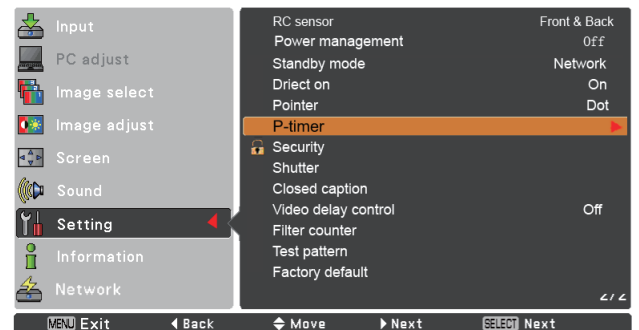 Input
PC adjust
Image select
Image adjust
Screen
Sound
Setting
Information
Network
RC sensor Front & Back
Power management Off
Standby mode Network
Driect on On
Pointer Dot
P-timer
Security
Shutter
Closed caption
Video delay control Off
Filter counter
Test pattern
Factory default
2/2
MENU Exit Back Move Next SELECT Next